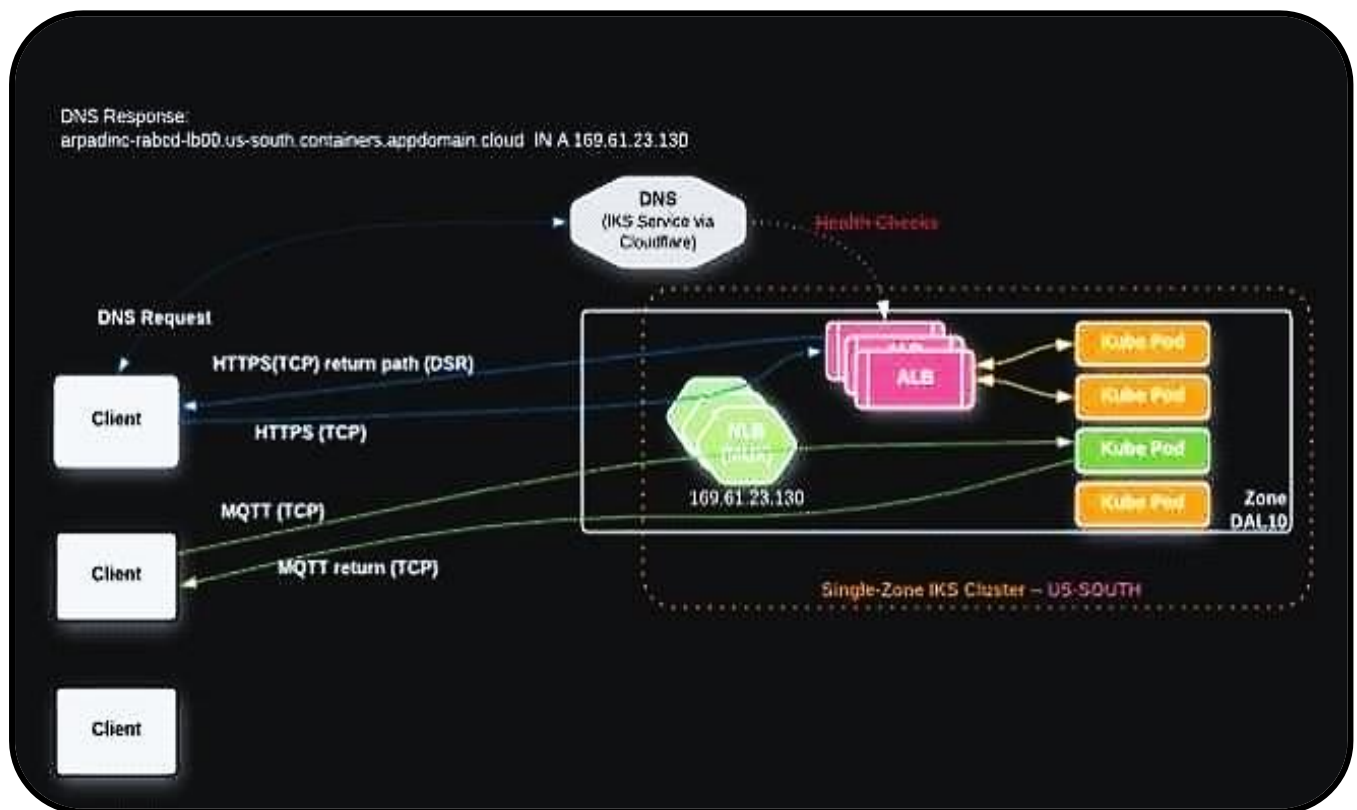 DNS Response:
arpadinc-rabcd-lb00.us-south.containers.appdomain.cloud IN A 169.61.23.130
DNS
(IKS Service via
Cloudflare)
Health Checks
DNS Request
HTTPS(TCP) return path (DSR)
Client
HTTPS (TCP)
ALB
ALB
Kube Pod
Kube Pod
Kube Pod
Kube Pod
NLB
(MUX)
169.61.23.130
Zone
DAL10
MQTT (TCP)
Client
MQTT return (TCP)
Single-Zone IKS Cluster – US-SOUTH
Client